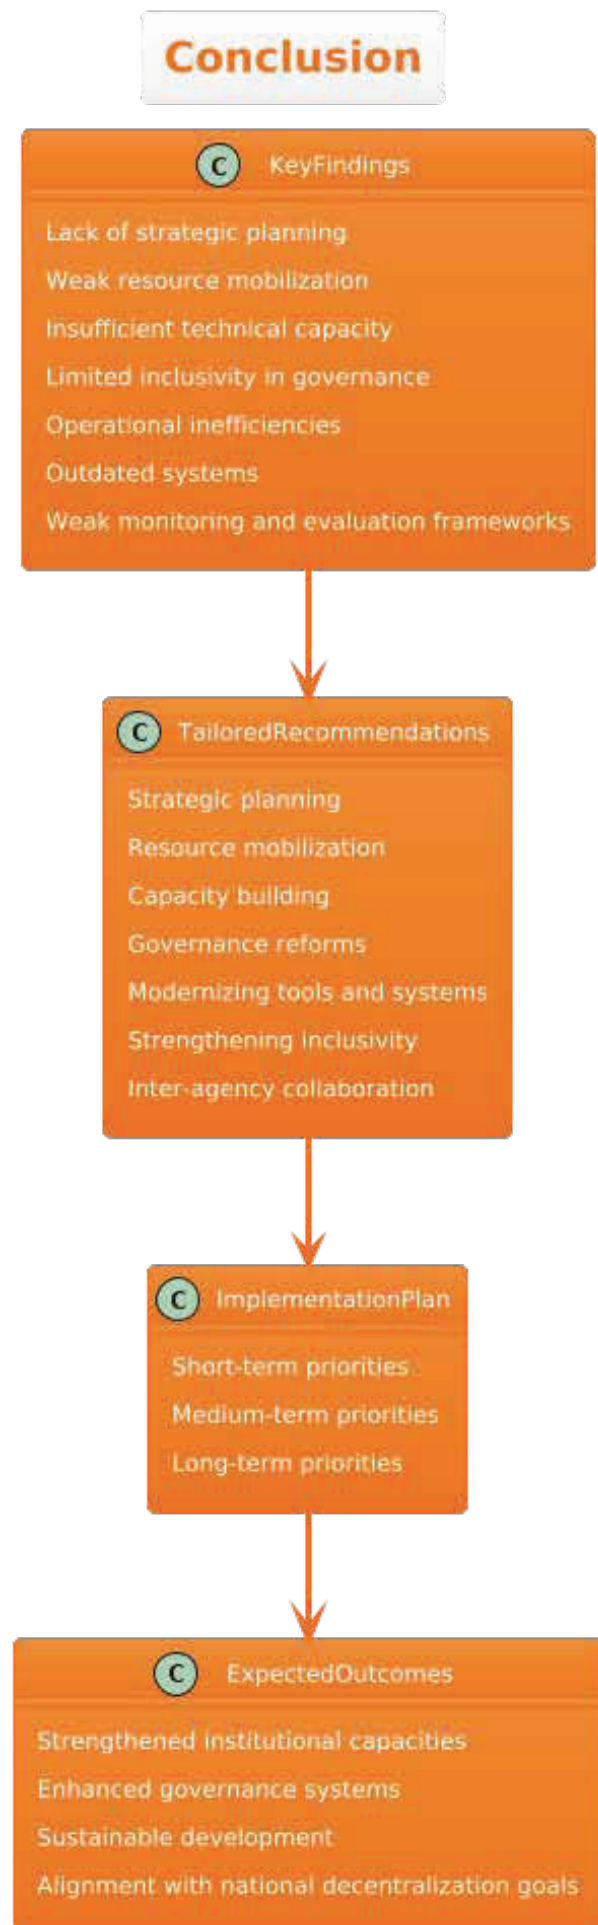 Conclusion
C KeyFindings
Lack of strategic planning
Weak resource mobilization
Insufficient technical capacity
Limited inclusivity in governance
Operational inefficiencies
Outdated systems
Weak monitoring and evaluation frameworks
C TailoredRecommendations
Strategic planning
Resource mobilization
Capacity building
Governance reforms
Modernizing tools and systems
Strengthening inclusivity
Inter-agency collaboration
C ImplementationPlan
Short-term priorities
Medium-term priorities
Long-term priorities
C ExpectedOutcomes
Strengthened institutional capacities
Enhanced governance systems
Sustainable development
Alignment with national decentralization goals